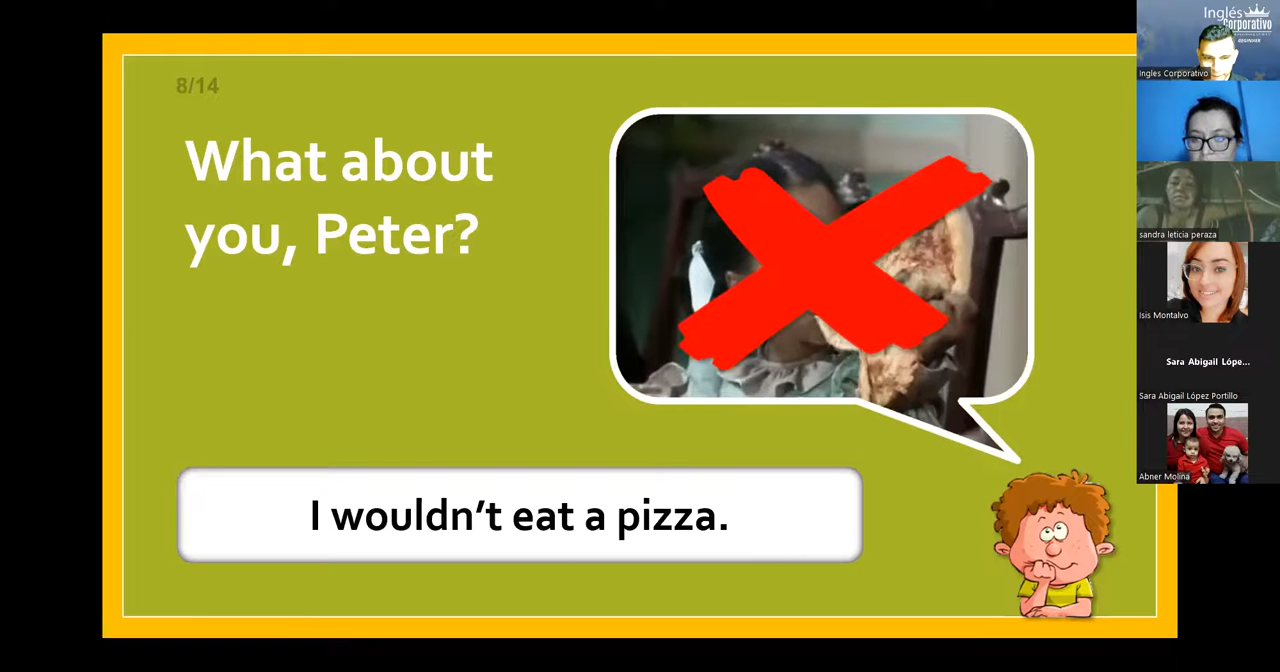 8/14
What about
you, Peter?
I wouldn't eat a pizza.
Inglés
Corporativo
BEGINNER
Ingles Corporativo
sandra leticia peraza
Isis Montalvo
Sara Abigail Lópe...
Sara Abigail López Portillo
Abner Molina